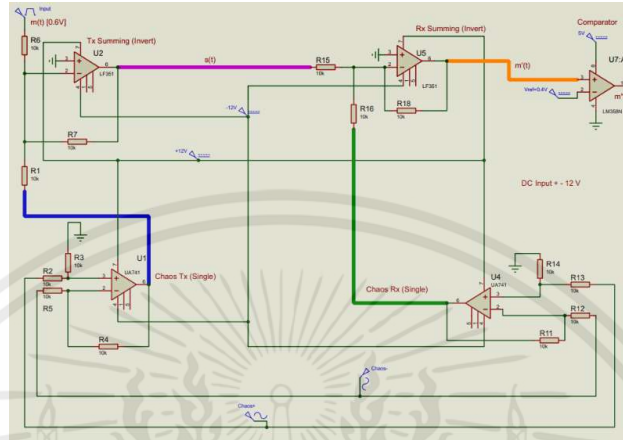 Input
m(t) [0.6V]
R6
10k
Tx Summing (Invert)
U2
LF351
s(t)
R7
10k
R1
10k
-12V
+12V
R15
10k
R16
10k
Rx Summing (Invert)
U5
LF351
R18
10k
m'(t)
Comparator
5V
U7:A
Vref=0.4V
LM358N
m"
DC Input + - 12 V
R3
10k
R2
10k
R5
U1
UA741
Chaos Tx (Single)
R4
10k
Chaos Rx (Single)
U4
UA741
R14
10k
R13
10k
R12
10k
R11
10k
Chaos-
Chaos+